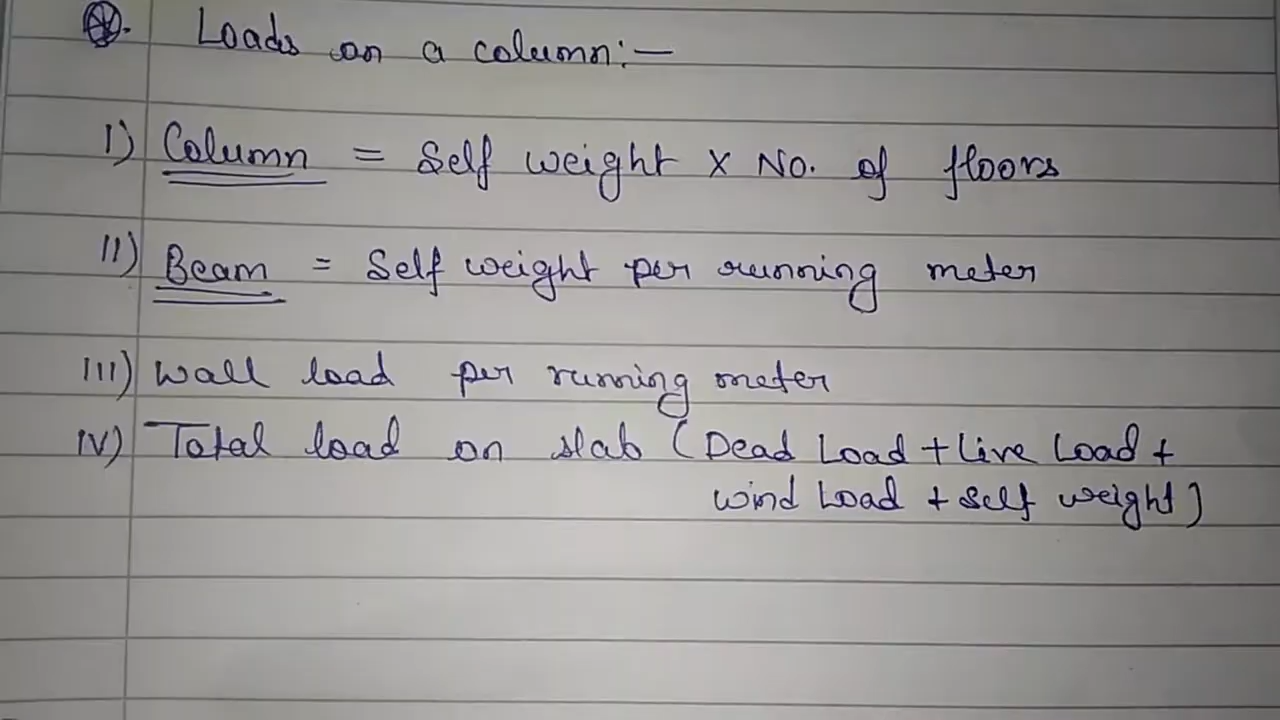 Loads on a column:-
I) Column = Self weight X No. of floors
II) Beam = Self weight per running meter
III) Wall load per running meter
IV) Total load on slab (Dead Load + Live Load +
Wind Load + Self weight)